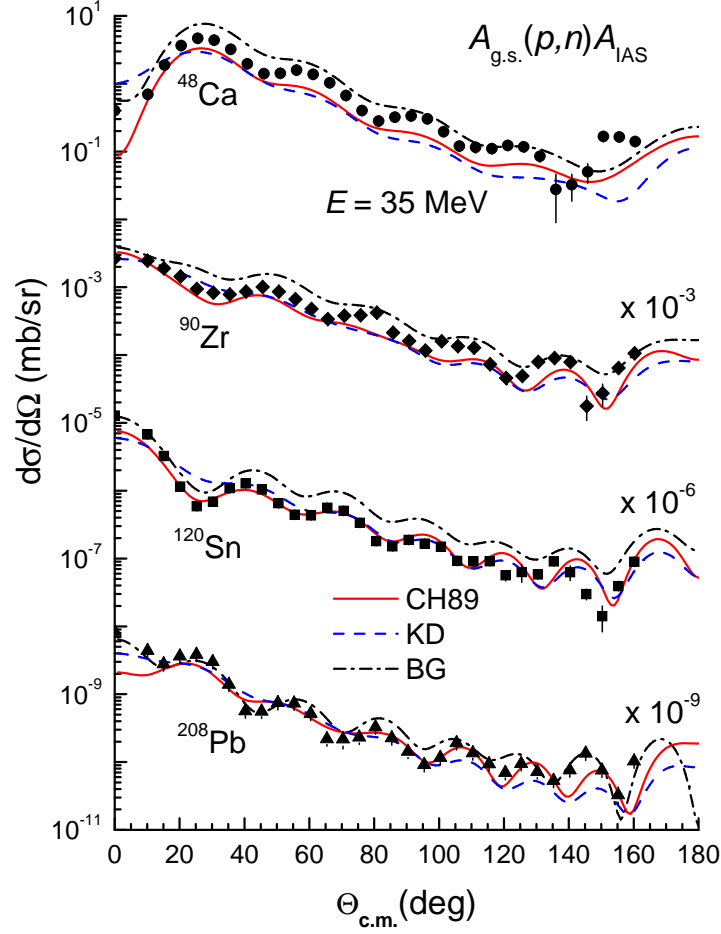 A_g.s.(p,n)A_IAS
10^1
^48Ca
10^-1
E = 35 MeV
dσ/dΩ (mb/sr)
10^-3
x 10^-3
^90Zr
10^-5
x 10^-6
^120Sn
10^-7
CH89
KD
BG
10^-9
x 10^-9
^208Pb
10^-11
0 20 40 60 80 100 120 140 160 180
Θ_c.m.(deg)